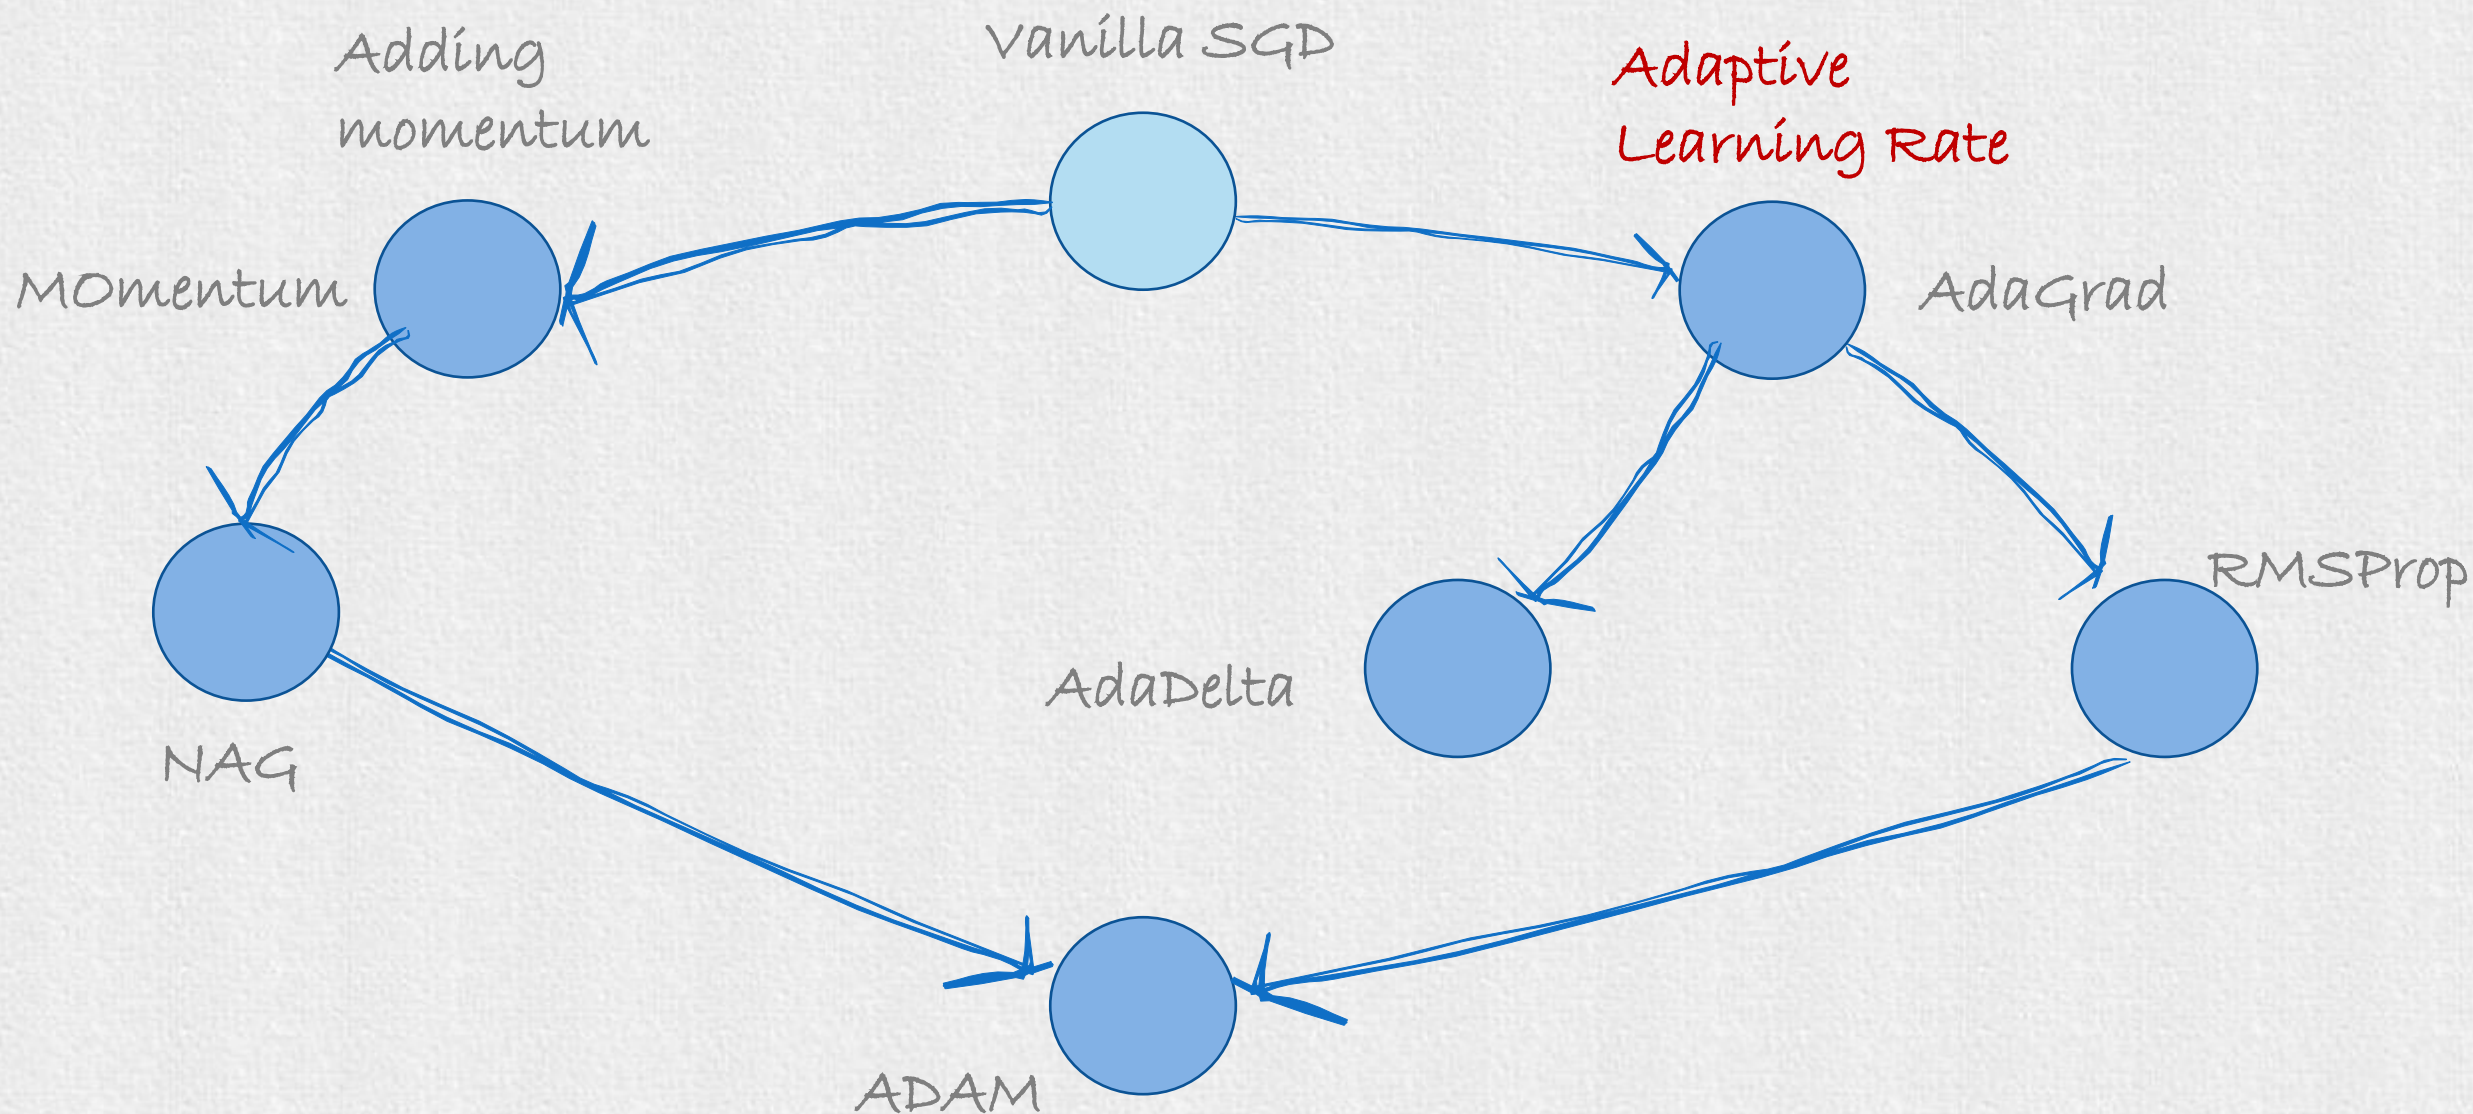 Vanilla SGD
Adding
momentum
Adaptive
Learning Rate
MOmentum
AdaGrad
RMSProp
AdaDelta
NAG
ADAM